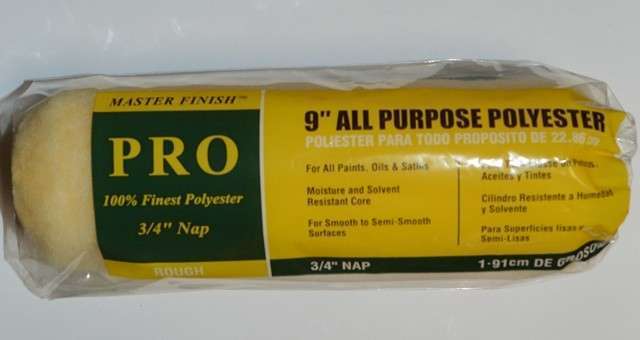 MASTER FINISH™
PRO
100% Finest Polyester
3/4" Nap
ROUGH
9" ALL PURPOSE POLYESTER
POLIESTER PARA TODO PROPOSITO DE 22.86
For All Paints, Oils & Satins
Moisture and Solvent
Resistant Core
For Smooth to Semi-Smooth
Surfaces
Aceites y Tintes
Cilindro Resistente a Humedad
y Solvente
Para Superficies lisas
Semi-Lisas
3/4" NAP
1·91cm DE GROSOR